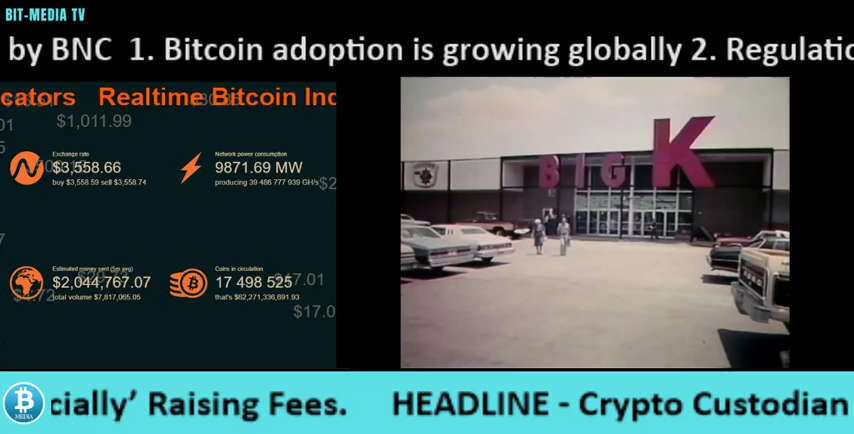 BIT-MEDIA TV
by BNC 1. Bitcoin adoption is growing globally 2. Regulatio
cators Realtime Bitcoin Ind
$1,011.99
Exchange rate
$3,558.66
buy $3,558.59 sell $3,558.74
Network power consumption
9871.69 MW
producing 39 486 777 939 GH/s
Estimated money sent (5m avg)
$2,044,767.07
total volume $7,817,065.05
Coins in circulation
17 498 525
that's $62,271,336,691.93
$17.0
BIG K
cially’ Raising Fees. HEADLINE - Crypto Custodian
B
MEDIA